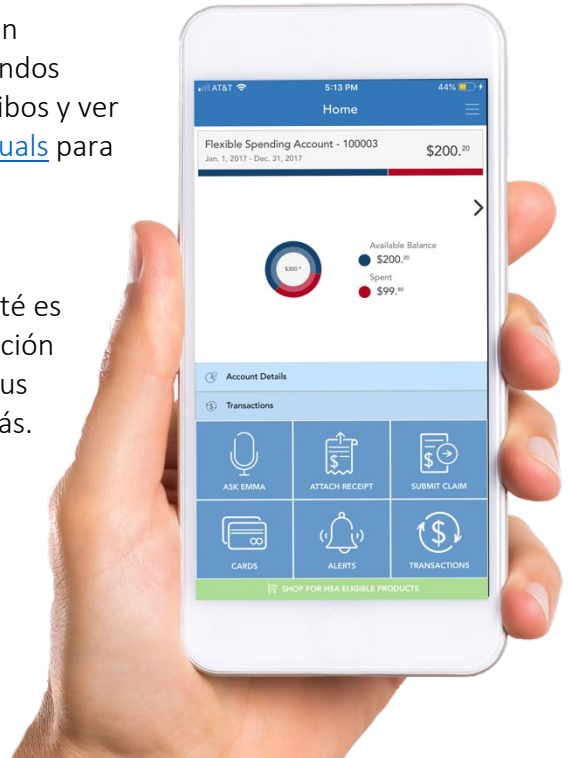 n
ndos
ibos y ver
uals para
té es
ción
us
ás.
AT&T 5:13 PM 44%
Home
Flexible Spending Account - 100003
$200.20
Jan. 1, 2017 - Dec. 31, 2017
Available Balance
$200.20
Spent
$99.80
$300.00
Account Details
Transactions
ASK EMMA
ATTACH RECEIPT
SUBMIT CLAIM
CARDS
ALERTS
TRANSACTIONS
SHOP FOR HSA ELIGIBLE PRODUCTS